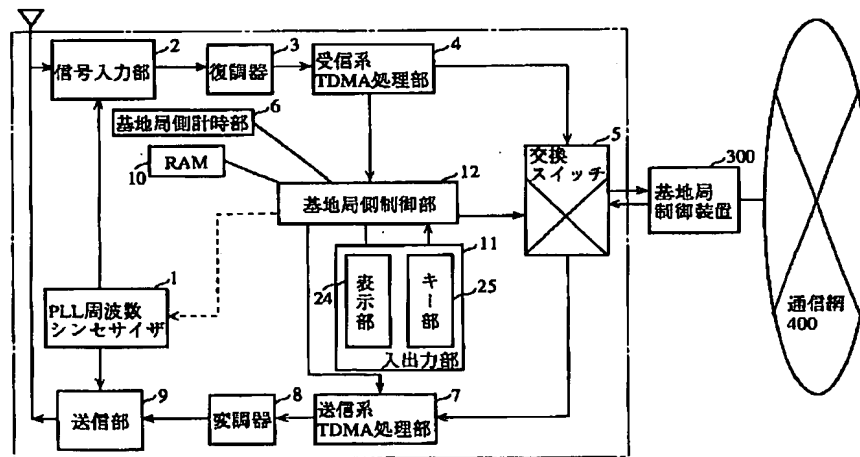 2
信号入力部
3
復調器
4
受信系
TDMA処理部
6
基地局側計時部
10
RAM
12
基地局側制御部
5
交換
スイッチ
300
基地局
制御装置
通信網
400
1
PLL周波数
シンセサイザ
11
24
表示部
キー部
25
入出力部
9
送信部
8
変調器
7
送信系
TDMA処理部